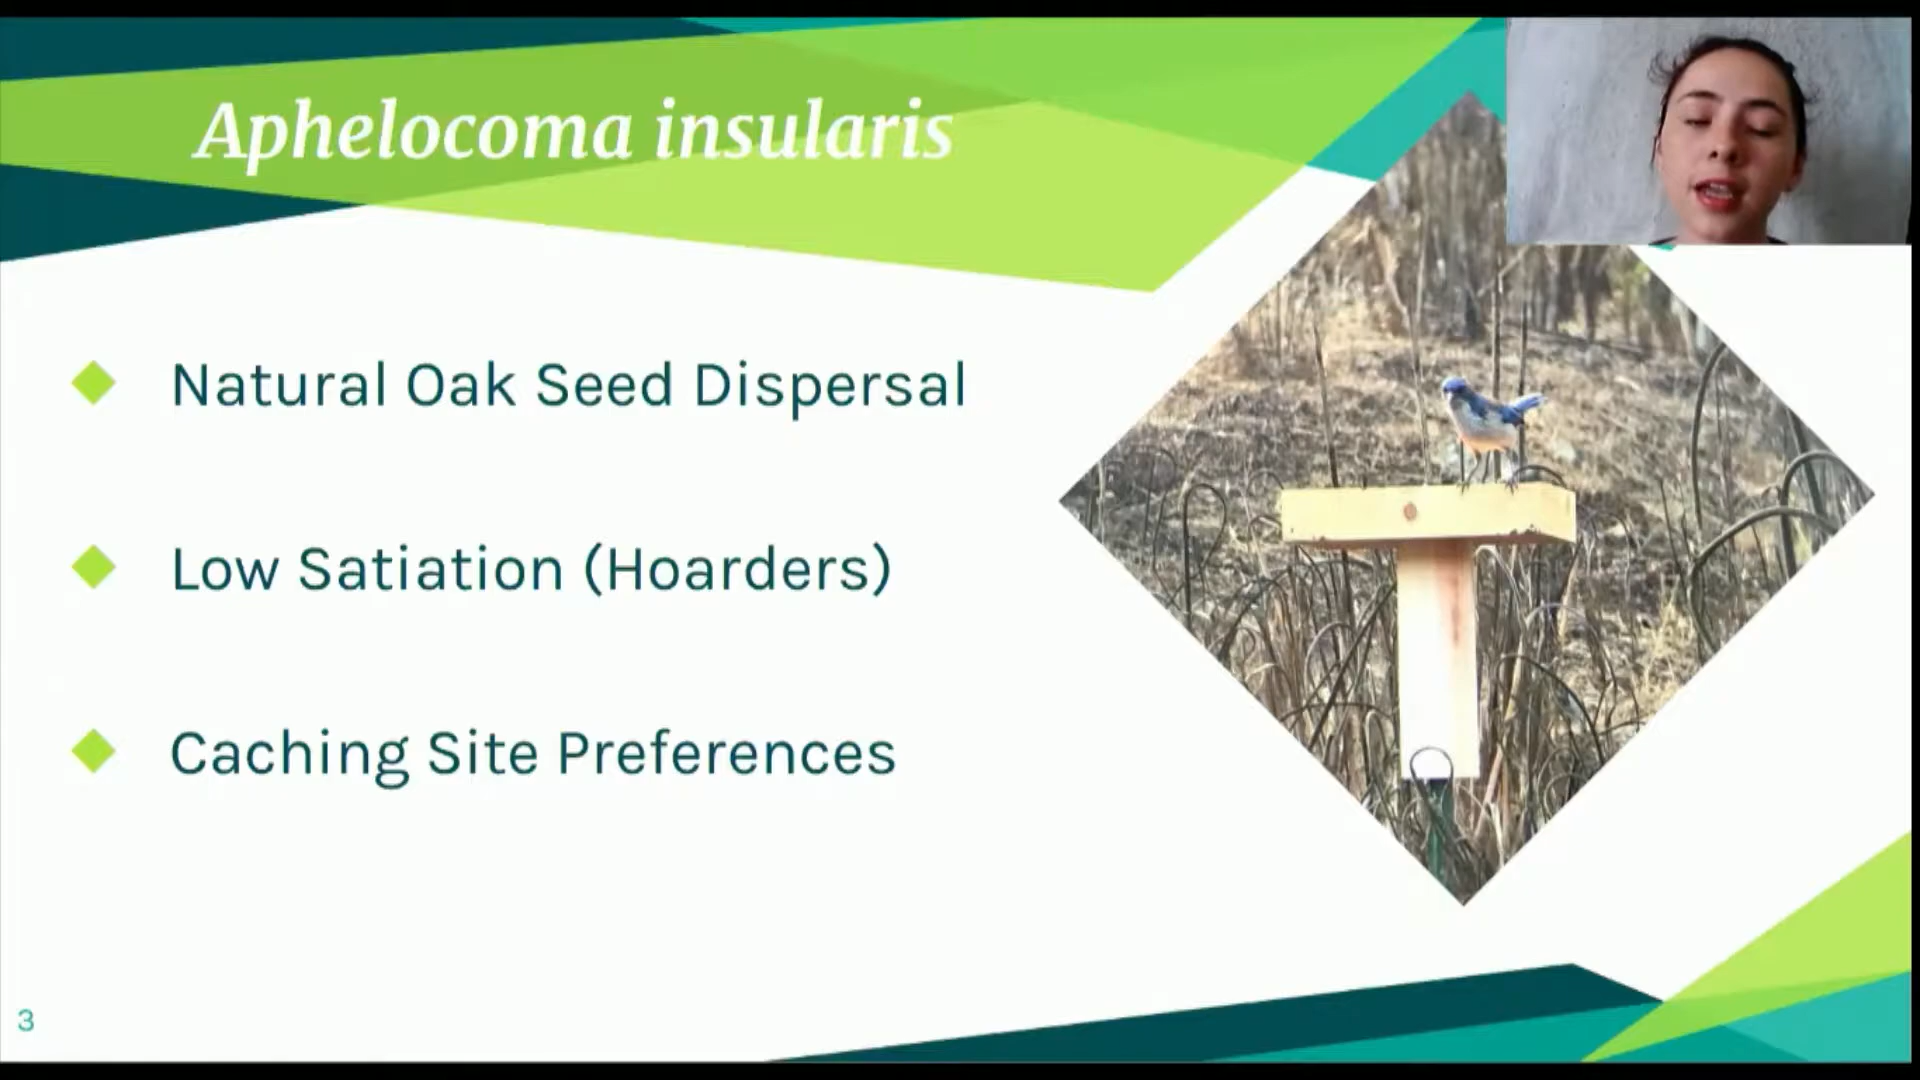 Aphelocoma insularis
Natural Oak Seed Dispersal
Low Satiation (Hoarders)
Caching Site Preferences
3